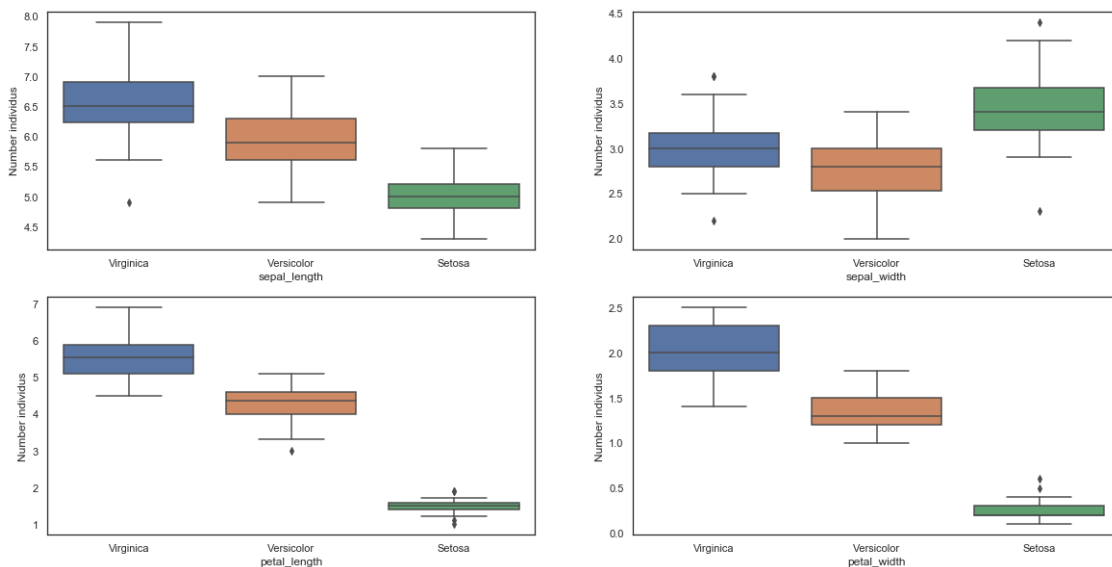 8.0
7.5
7.0
6.5
6.0
5.5
5.0
4.5
Number individus
Virginica Versicolor Setosa
sepal_length
4.5
4.0
3.5
3.0
2.5
2.0
Number individus
Virginica Versicolor Setosa
sepal_width
7
6
5
4
3
2
1
Number individus
Virginica Versicolor Setosa
petal_length
2.5
2.0
1.5
1.0
0.5
0.0
Number individus
Virginica Versicolor Setosa
petal_width